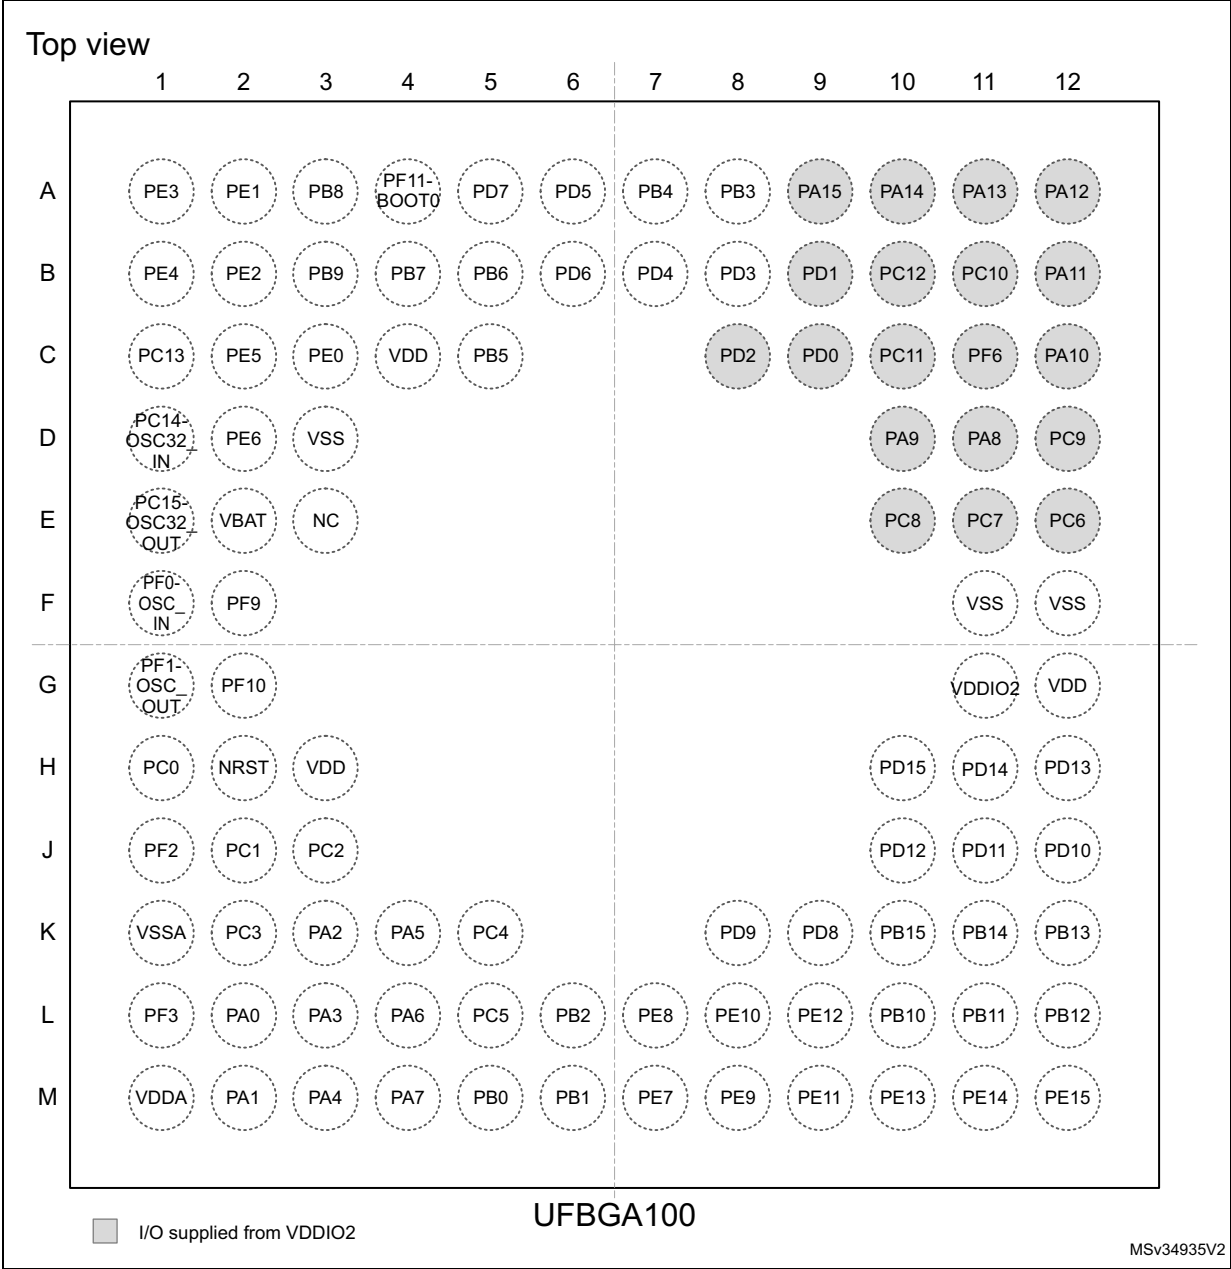 Top view
1 2 3 4 5 6 7 8 9 10 11 12
A PE3 PE1 PB8 PF11-BOOT0 PD7 PD5 PB4 PB3 PA15 PA14 PA13 PA12
B PE4 PE2 PB9 PB7 PB6 PD6 PD4 PD3 PD1 PC12 PC10 PA11
C PC13 PE5 PE0 VDD PB5 PD2 PD0 PC11 PF6 PA10
D PC14-OSC32_IN PE6 VSS PA9 PA8 PC9
E PC15-OSC32_OUT VBAT NC PC8 PC7 PC6
F PF0-OSC_IN PF9 VSS VSS
G PF1-OSC_OUT PF10 VDDIO2 VDD
H PC0 NRST VDD PD15 PD14 PD13
J PF2 PC1 PC2 PD12 PD11 PD10
K VSSA PC3 PA2 PA5 PC4 PD9 PD8 PB15 PB14 PB13
L PF3 PA0 PA3 PA6 PC5 PB2 PE8 PE10 PE12 PB10 PB11 PB12
M VDDA PA1 PA4 PA7 PB0 PB1 PE7 PE9 PE11 PE13 PE14 PE15
UFBGA100
I/O supplied from VDDIO2
MSv34935V2